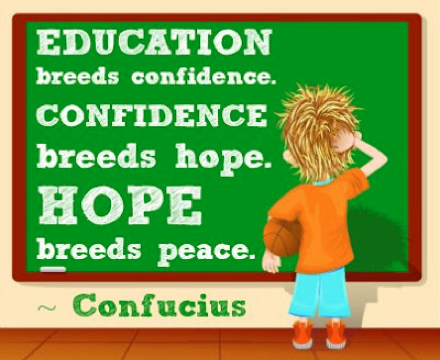 EDUCATION
breeds confidence.
CONFIDENCE
breeds hope.
HOPE
breeds peace.
~ Confucius